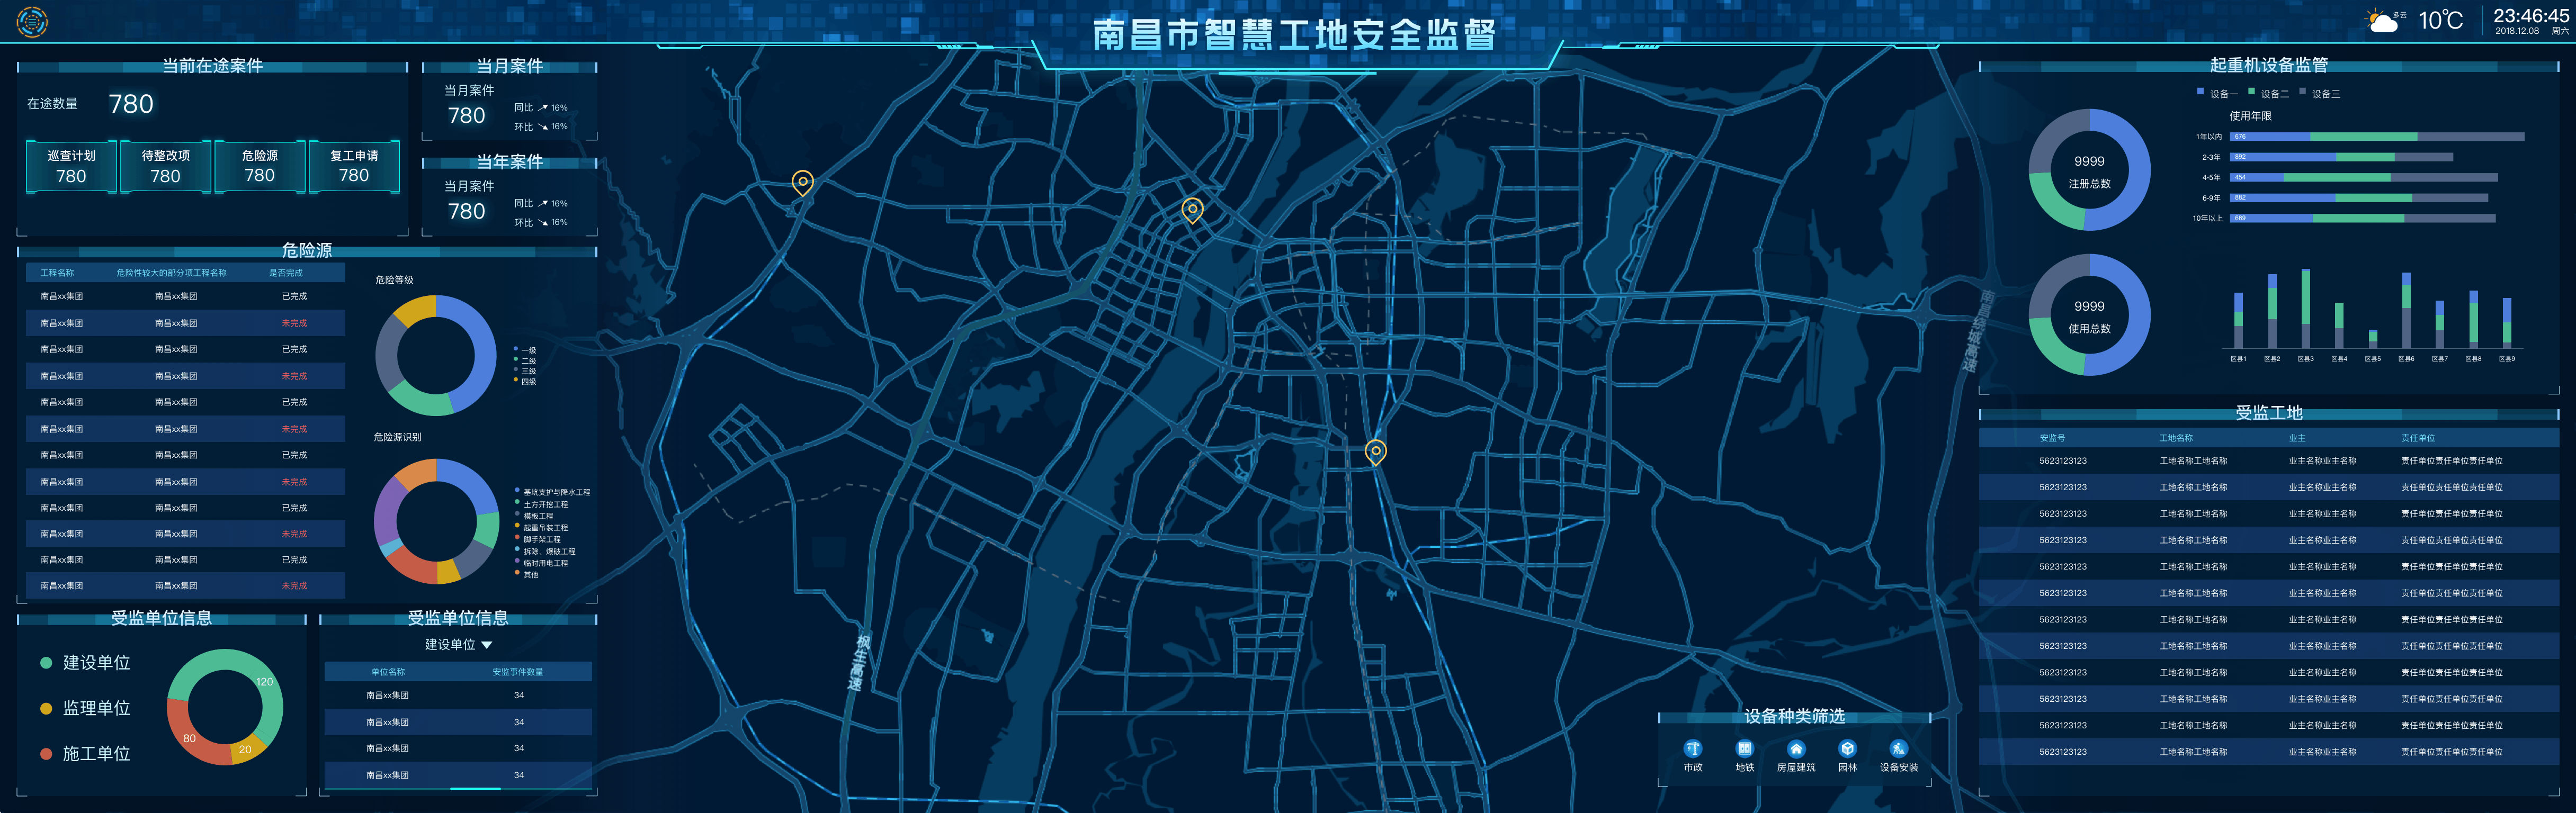 南昌市智慧工地安全监督
多云
10℃
23:46:45
2018.12.08 周六
当前在途案件
在途数量 780
巡查计划 待整改项 危险源 复工申请
780 780 780 780
当月案件
当月案件
780
同比 16%
环比 16%
当年案件
当月案件
780
同比 16%
环比 16%
危险源
工程名称 危险性较大的部分项工程名称 是否完成
南昌xx集团 南昌xx集团 已完成
南昌xx集团 南昌xx集团 未完成
南昌xx集团 南昌xx集团 已完成
南昌xx集团 南昌xx集团 未完成
南昌xx集团 南昌xx集团 已完成
南昌xx集团 南昌xx集团 未完成
南昌xx集团 南昌xx集团 已完成
南昌xx集团 南昌xx集团 未完成
南昌xx集团 南昌xx集团 已完成
南昌xx集团 南昌xx集团 未完成
南昌xx集团 南昌xx集团 已完成
南昌xx集团 南昌xx集团 未完成
危险等级
一级
二级
三级
四级
危险源识别
基坑支护与降水工程
土方开挖工程
模板工程
起重吊装工程
脚手架工程
拆除、爆破工程
临时用电工程
其他
受监单位信息
建设单位
监理单位
施工单位
120
80
20
受监单位信息
建设单位
单位名称 安监事件数量
南昌xx集团 34
南昌xx集团 34
南昌xx集团 34
南昌xx集团 34
枫生高速
南昌绕城高速
设备种类筛选
市政 地铁 房屋建筑 园林 设备安装
起重机设备监管
设备一 设备二 设备三
9999
注册总数
使用年限
1年以内 676
2-3年 892
4-5年 454
6-9年 882
10年以上 689
9999
使用总数
区县1 区县2 区县3 区县4 区县5 区县6 区县7 区县8 区县9
受监工地
安监号 工地名称 业主 责任单位
5623123123 工地名称工地名称 业主名称业主名称 责任单位责任单位责任单位
5623123123 工地名称工地名称 业主名称业主名称 责任单位责任单位责任单位
5623123123 工地名称工地名称 业主名称业主名称 责任单位责任单位责任单位
5623123123 工地名称工地名称 业主名称业主名称 责任单位责任单位责任单位
5623123123 工地名称工地名称 业主名称业主名称 责任单位责任单位责任单位
5623123123 工地名称工地名称 业主名称业主名称 责任单位责任单位责任单位
5623123123 工地名称工地名称 业主名称业主名称 责任单位责任单位责任单位
5623123123 工地名称工地名称 业主名称业主名称 责任单位责任单位责任单位
5623123123 工地名称工地名称 业主名称业主名称 责任单位责任单位责任单位
5623123123 工地名称工地名称 业主名称业主名称 责任单位责任单位责任单位
5623123123 工地名称工地名称 业主名称业主名称 责任单位责任单位责任单位
5623123123 工地名称工地名称 业主名称业主名称 责任单位责任单位责任单位